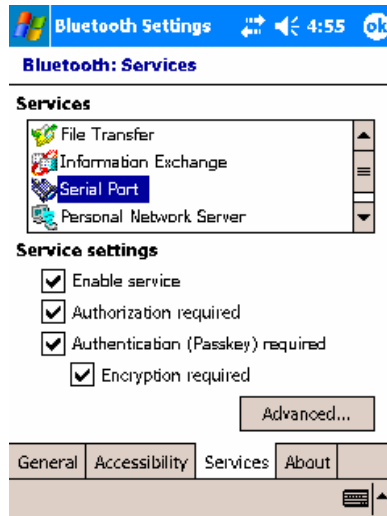 Bluetooth Settings 4:55 ok
Bluetooth: Services
Services
File Transfer
Information Exchange
Serial Port
Personal Network Server
Service settings
Enable service
Authorization required
Authentication (Passkey) required
Encryption required
Advanced...
General Accessibility Services About